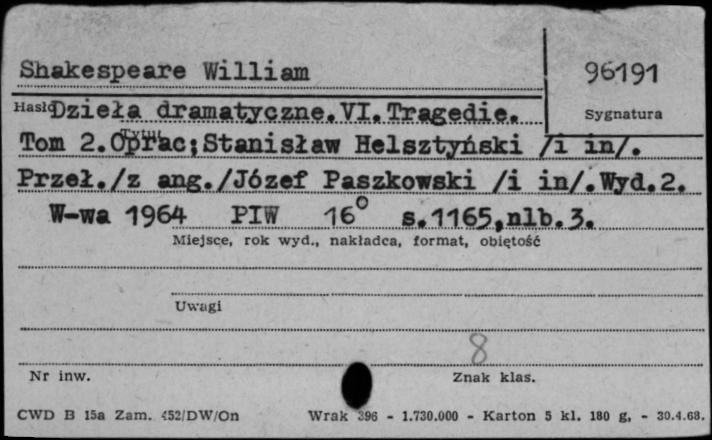 Shakespeare William
96191
Hasło
Dzieła dramatyczne.VI.Tragedie.
Sygnatura
Tytuł
Tom 2.Oprac;Stanisław Helsztyński /i in/.
Przeł./z ang./Józef Paszkowski /i in/.Wyd.2.
W-wa 1964 PIW 16° s.1165,nlb.3.
Miejsce, rok wyd., nakładca, format, obiętość
Uwagi
8
Nr inw.
Znak klas.
CWD B 15a Zam. 452/DW/On Wrak 396 - 1.730.000 - Karton 5 kl. 180 g, - 30.4.68.